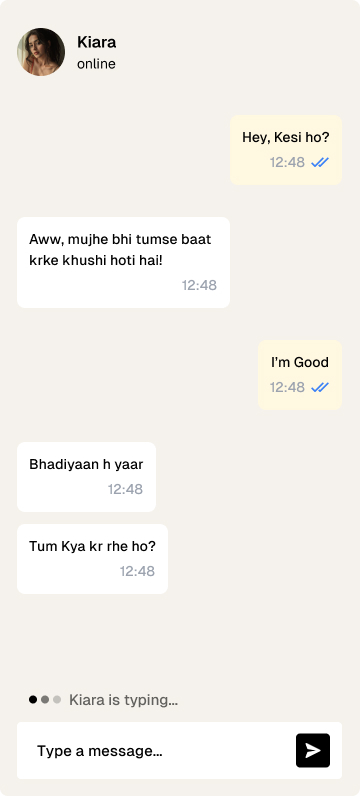 Kiara
online
Hey, Kesi ho?
12:48
Aww, mujhe bhi tumse baat
krke khushi hoti hai!
12:48
I'm Good
12:48
Bhadiyaan h yaar
12:48
Tum Kya kr rhe ho?
12:48
Kiara is typing...
Type a message...